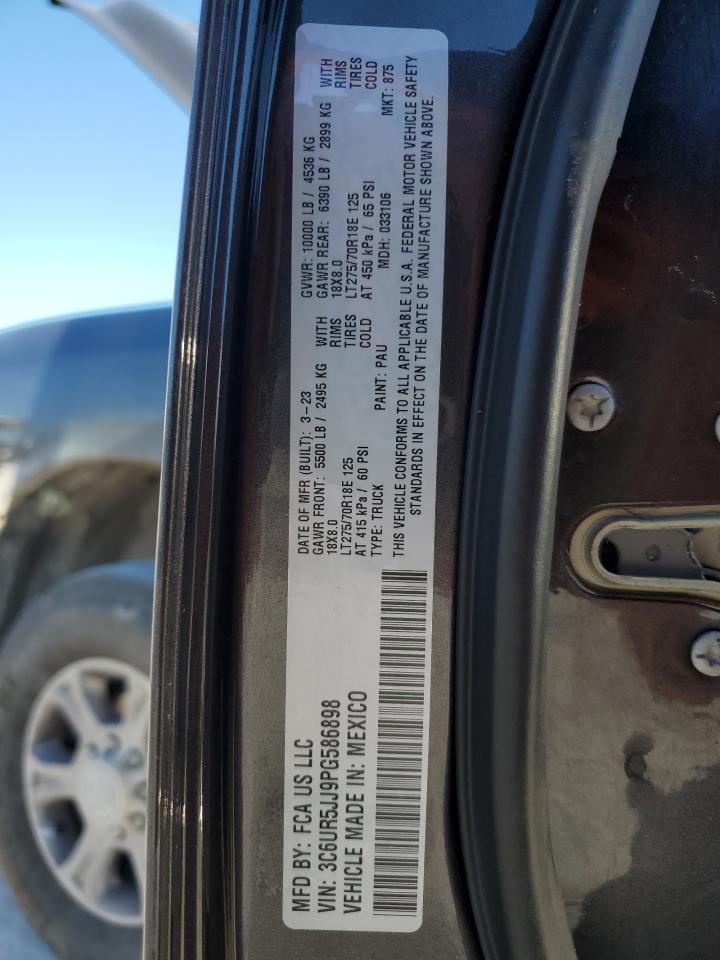 MFD BY: FCA US LLC
VIN: 3C6UR5JJ9PG586898
VEHICLE MADE IN: MEXICO
DATE OF MFR (BUILT): 3-23
GVWR: 10000 LB / 4536 KG
GAWR FRONT: 5500 LB / 2495 KG WITH
GAWR REAR: 6390 LB / 2899 KG WITH
18X8.0 RIMS
18X8.0 RIMS
LT275/70R18E 125 TIRES
LT275/70R18E 125 TIRES
AT 415 kPa / 60 PSI COLD
AT 450 kPa / 65 PSI COLD
TYPE: TRUCK PAINT: PAU MDH: 033106 MKT: 875
THIS VEHICLE CONFORMS TO ALL APPLICABLE U.S.A. FEDERAL MOTOR VEHICLE SAFETY
STANDARDS IN EFFECT ON THE DATE OF MANUFACTURE SHOWN ABOVE.